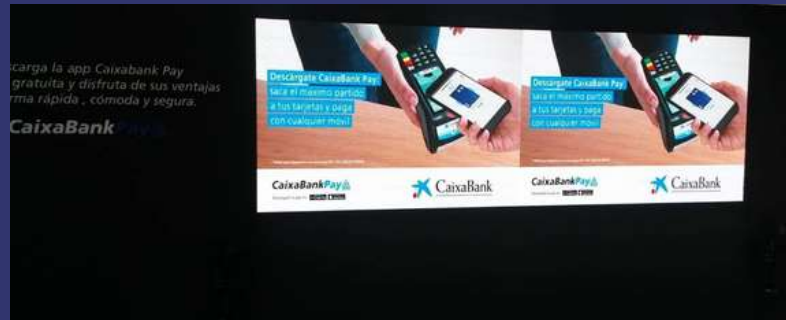 carga la app Caixabank Pay
gratuita y disfruta de sus ventajas
rma rápida , cómoda y segura.
CaixaBank Pay
Descárgate CaixaBank Pay:
saca el máximo partido
a tus tarjetas y paga
con cualquier móvil
CaixaBankPay
CaixaBank
Descárgate CaixaBank Pay
saca el máximo partido
a tus tarjetas y paga
con cualquier móvil
CaixaBankPay
CaixaBank